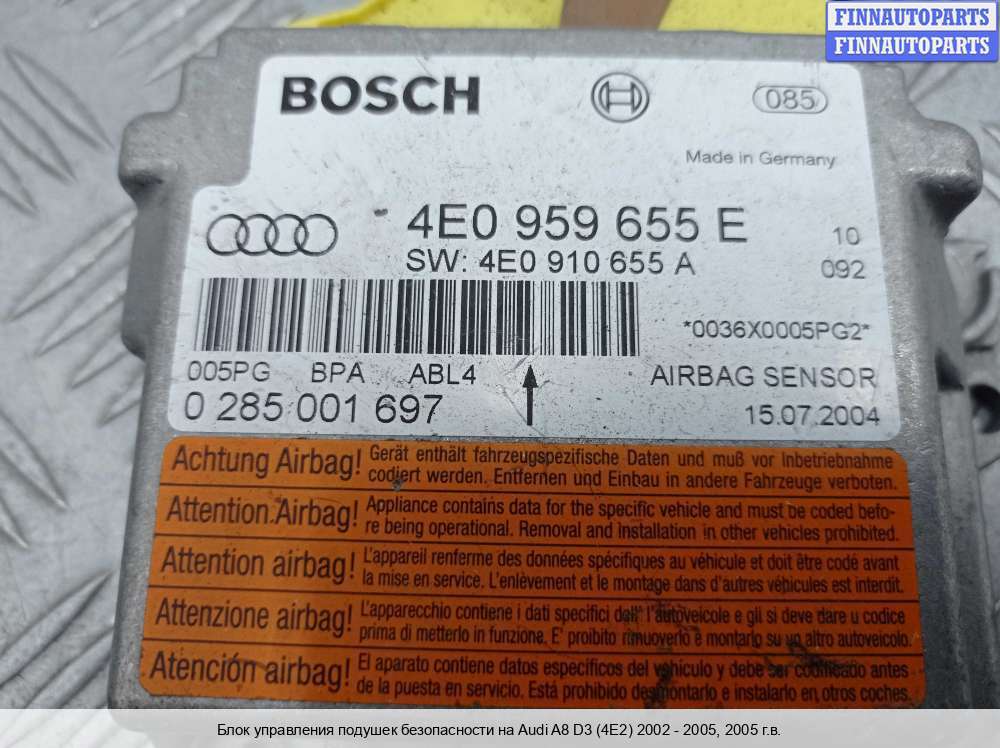 FINNAUTOPARTS
FINNAUTOPARTS
BOSCH
085
Made in Germany
4E0 959 655 E
10
SW: 4E0 910 655 A
092
*0036X0005PG2*
005PG BPA ABL4
AIRBAG SENSOR
0 285 001 697
15.07.2004
Achtung Airbag!
Gerät enthält fahrzeugspezifische Daten und muß vor Inbetriebnahme
codiert werden. Entfernen und Einbau in andere Fahrzeuge verboten.
Attention Airbag!
Appliance contains data for the specific vehicle and must be coded befo-
re being operational. Removal and installation in other vehicles prohibited.
Attention airbag!
L'appareil renferme des données spécifiques au véhicule et doit être codé avant
la mise en service. L'enlèvement et le montage dans d'autres véhicules est interdit.
Attenzione airbag!
L'apparecchio contiene i dati specifici dall' l'autoveicole e gli si deve dare u codice
prima di metterlo in funzione. E' proibito rimuoverlo e montarlo su un altro autoveicolo.
Atención airbag!
El aparato contiene datos específicos del vehículo y debe ser codificado antes
de la puesta en servicio. Está prohibido desmontarlo e instalarlo en otros coches.
Блок управления подушек безопасности на Audi A8 D3 (4E2) 2002 - 2005, 2005 г.в.